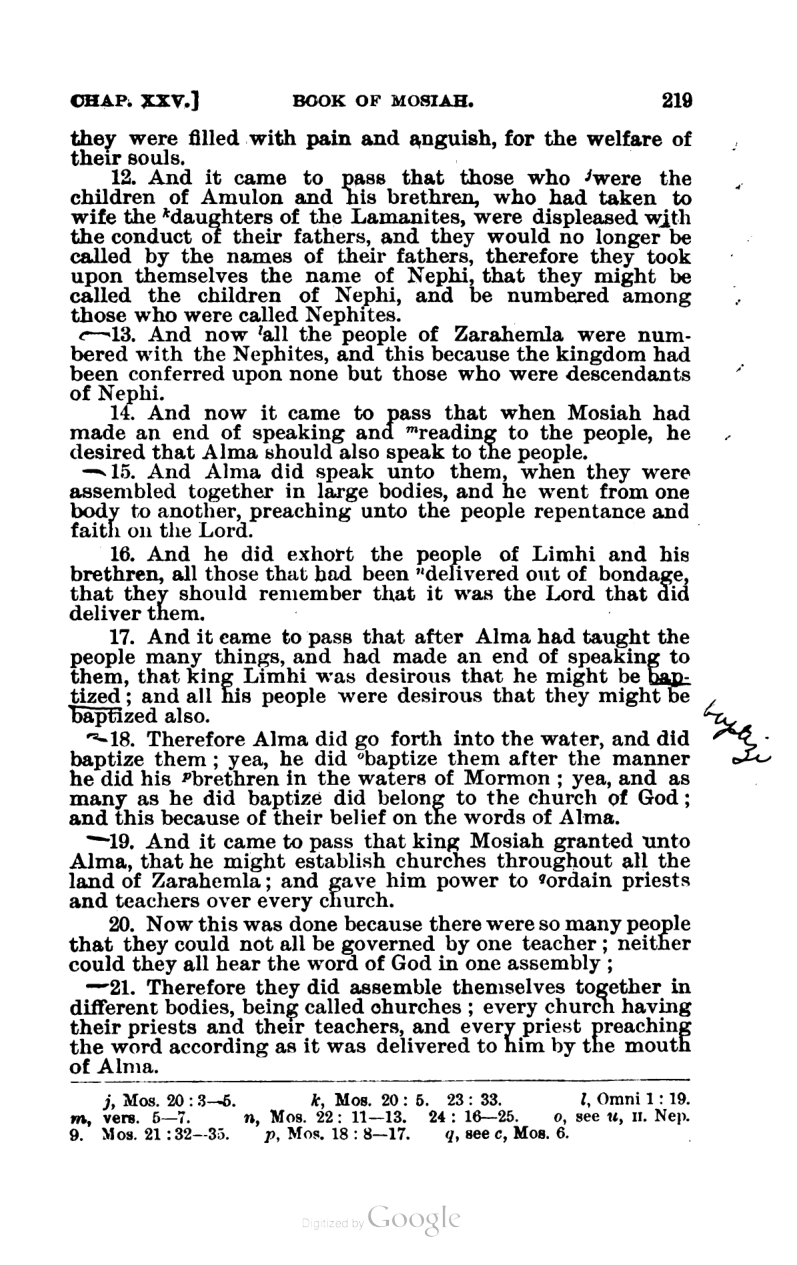 CHAP. XXV.] BOOK OF MOSIAH. 219
they were filled with pain and anguish, for the welfare of
their souls.
12. And it came to pass that those who ʲwere the
children of Amulon and his brethren, who had taken to
wife the ᵏdaughters of the Lamanites, were displeased with
the conduct of their fathers, and they would no longer be
called by the names of their fathers, therefore they took
upon themselves the name of Nephi, that they might be
called the children of Nephi, and be numbered among
those who were called Nephites.
13. And now ˡall the people of Zarahemla were num-
bered with the Nephites, and this because the kingdom had
been conferred upon none but those who were descendants
of Nephi.
14. And now it came to pass that when Mosiah had
made an end of speaking and ᵐreading to the people, he
desired that Alma should also speak to the people.
15. And Alma did speak unto them, when they were
assembled together in large bodies, and he went from one
body to another, preaching unto the people repentance and
faith on the Lord.
16. And he did exhort the people of Limhi and his
brethren, all those that had been ⁿdelivered out of bondage,
that they should remember that it was the Lord that did
deliver them.
17. And it came to pass that after Alma had taught the
people many things, and had made an end of speaking to
them, that king Limhi was desirous that he might be bap-
tized; and all his people were desirous that they might be
baptized also.
18. Therefore Alma did go forth into the water, and did
baptize them; yea, he did ᵒbaptize them after the manner
he did his ᵖbrethren in the waters of Mormon; yea, and as
many as he did baptize did belong to the church of God;
and this because of their belief on the words of Alma.
19. And it came to pass that king Mosiah granted unto
Alma, that he might establish churches throughout all the
land of Zarahemla; and gave him power to qordain priests
and teachers over every church.
20. Now this was done because there were so many people
that they could not all be governed by one teacher; neither
could they all hear the word of God in one assembly;
21. Therefore they did assemble themselves together in
different bodies, being called churches; every church having
their priests and their teachers, and every priest preaching
the word according as it was delivered to him by the mouth
of Alma.
j, Mos. 20:3—5. k, Mos. 20:5. 23:33. l, Omni 1:19.
m, vers. 5—7. n, Mos. 22:11—13. 24:16—25. o, see u, II. Nep.
9. Mos. 21:32--35. p, Mos. 18:8—17. q, see c, Mos. 6.
Digitized by Google